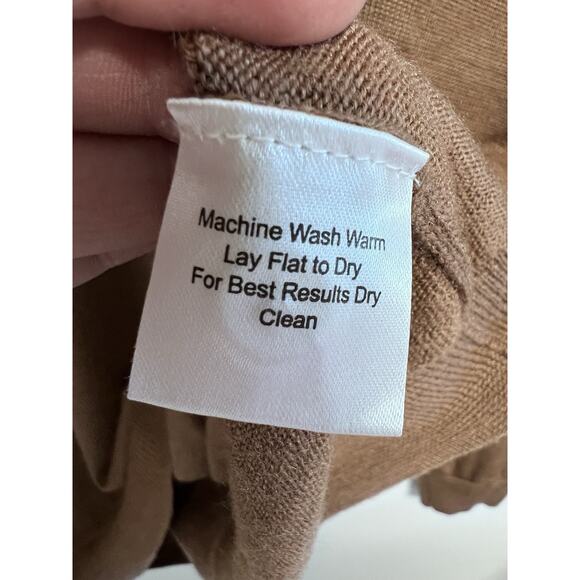 Machine Wash Warm
Lay Flat to Dry
For Best Results Dry
Clean